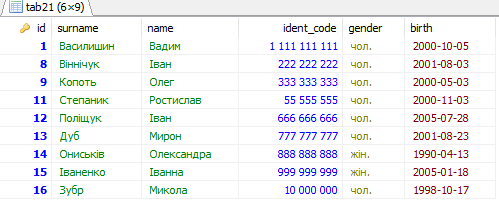 tab21 (6×9)
id surname name ident_code gender birth
1 Василишин Вадим 1 111 111 111 чол. 2000-10-05
8 Віннічук Іван 222 222 222 чол. 2001-08-03
9 Копоть Олег 333 333 333 чол. 2000-05-03
11 Степаник Ростислав 55 555 555 чол. 2000-11-03
12 Поліщук Іван 666 666 666 чол. 2005-07-28
13 Дуб Мирон 777 777 777 чол. 2001-08-23
14 Ониськів Олександра 888 888 888 жін. 1990-04-13
15 Іваненко Іванна 999 999 999 жін. 2005-01-18
16 Зубр Микола 10 000 000 чол. 1998-10-17